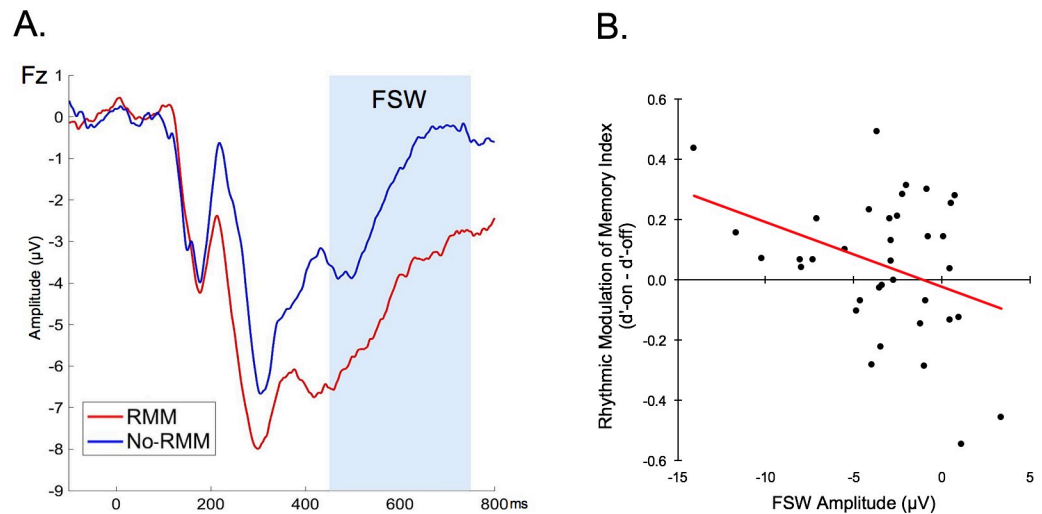 A.
B.
Fz
1
0
-1
-2
-3
-4
-5
-6
-7
-8
-9
Amplitude (µV)
FSW
RMM
No-RMM
0
200
400
600
800 ms
Rhythmic Modulation of Memory Index
(d'-on - d'-off)
0.6
0.4
0.2
0.0
-0.2
-0.4
-0.6
-15
-10
-5
0
5
FSW Amplitude (µV)